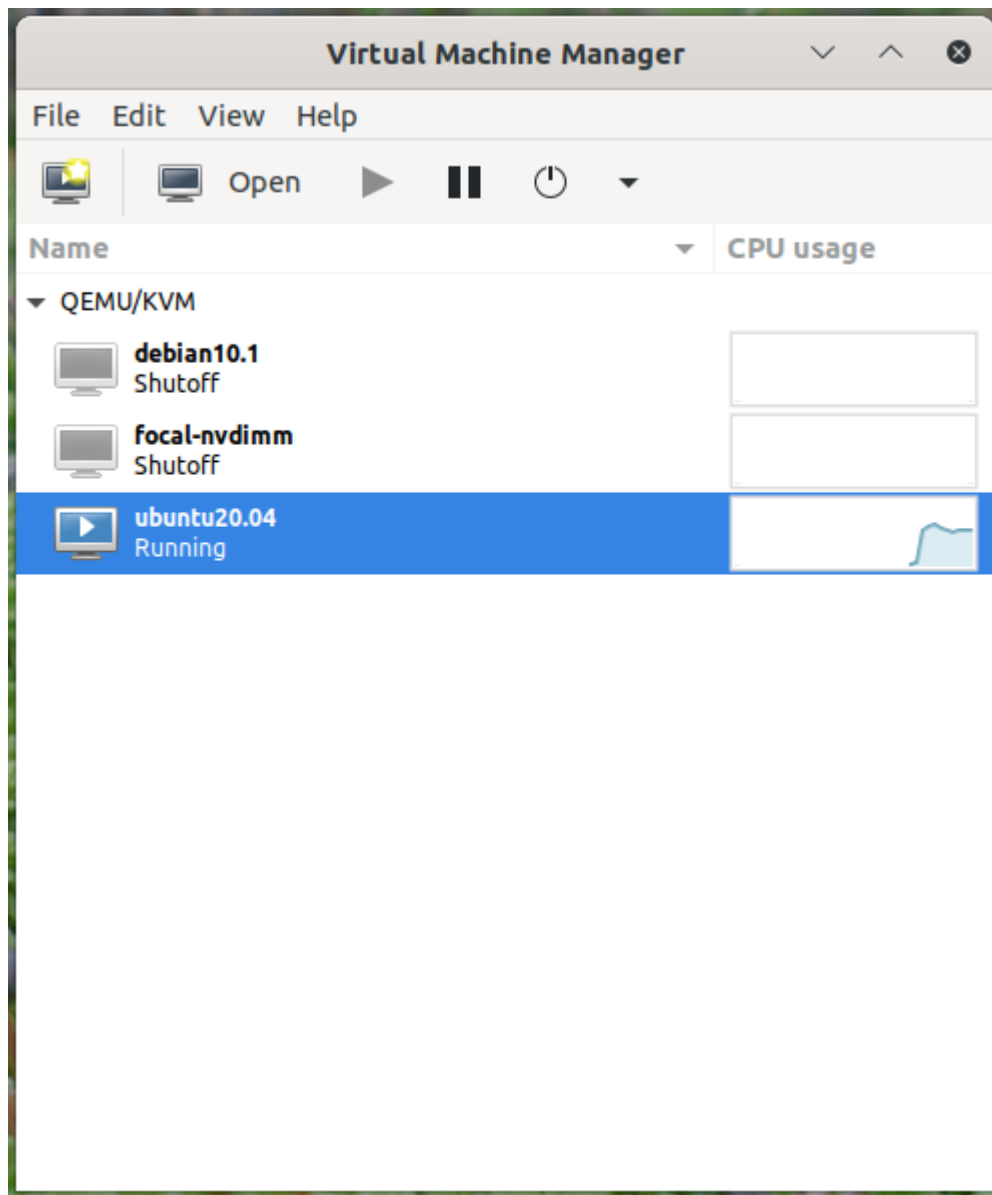 Virtual Machine Manager
File Edit View Help
Open
Name CPU usage
QEMU/KVM
debian10.1
Shutoff
focal-nvdimm
Shutoff
ubuntu20.04
Running